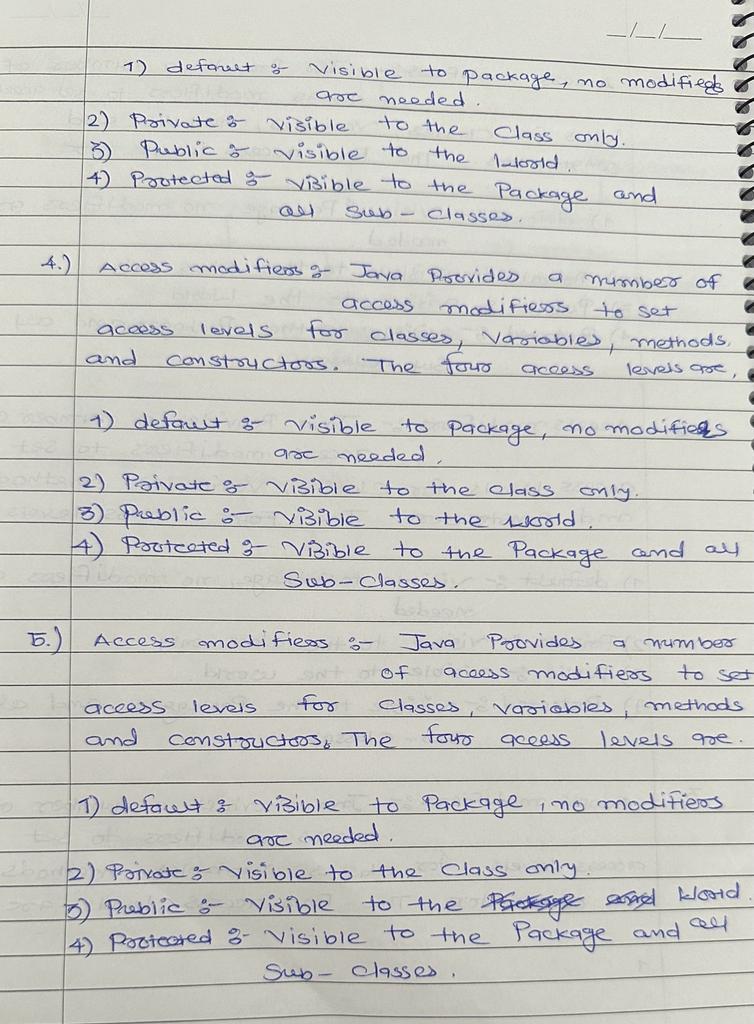 _/_/_
1) default :- Visible to package, no modifiers
are needed.
2) Private :- Visible to the Class only.
3) Public :- Visible to the World.
4) Protected :- Visible to the Package and
all Sub-Classes.
4.) Access modifiers :- Java Provides a number of
access modifiers to set
access levels for classes, Variables, methods,
and constructors. The four access levels are,
1) default :- Visible to Package, no modifiers
are needed.
2) Private :- Visible to the Class only.
3) Public :- Visible to the World.
4) Protected :- Visible to the Package and all
Sub-Classes.
5.) Access modifiers :- Java Provides a number
of access modifiers to set
access levels for Classes, Variables, methods
and constructors, The four access levels are.
1) default :- Visible to Package, no modifiers
are needed.
2) Private :- Visible to the Class only.
3) Public :- Visible to the Package and World.
4) Protected :- Visible to the Package and all
Sub-Classes.